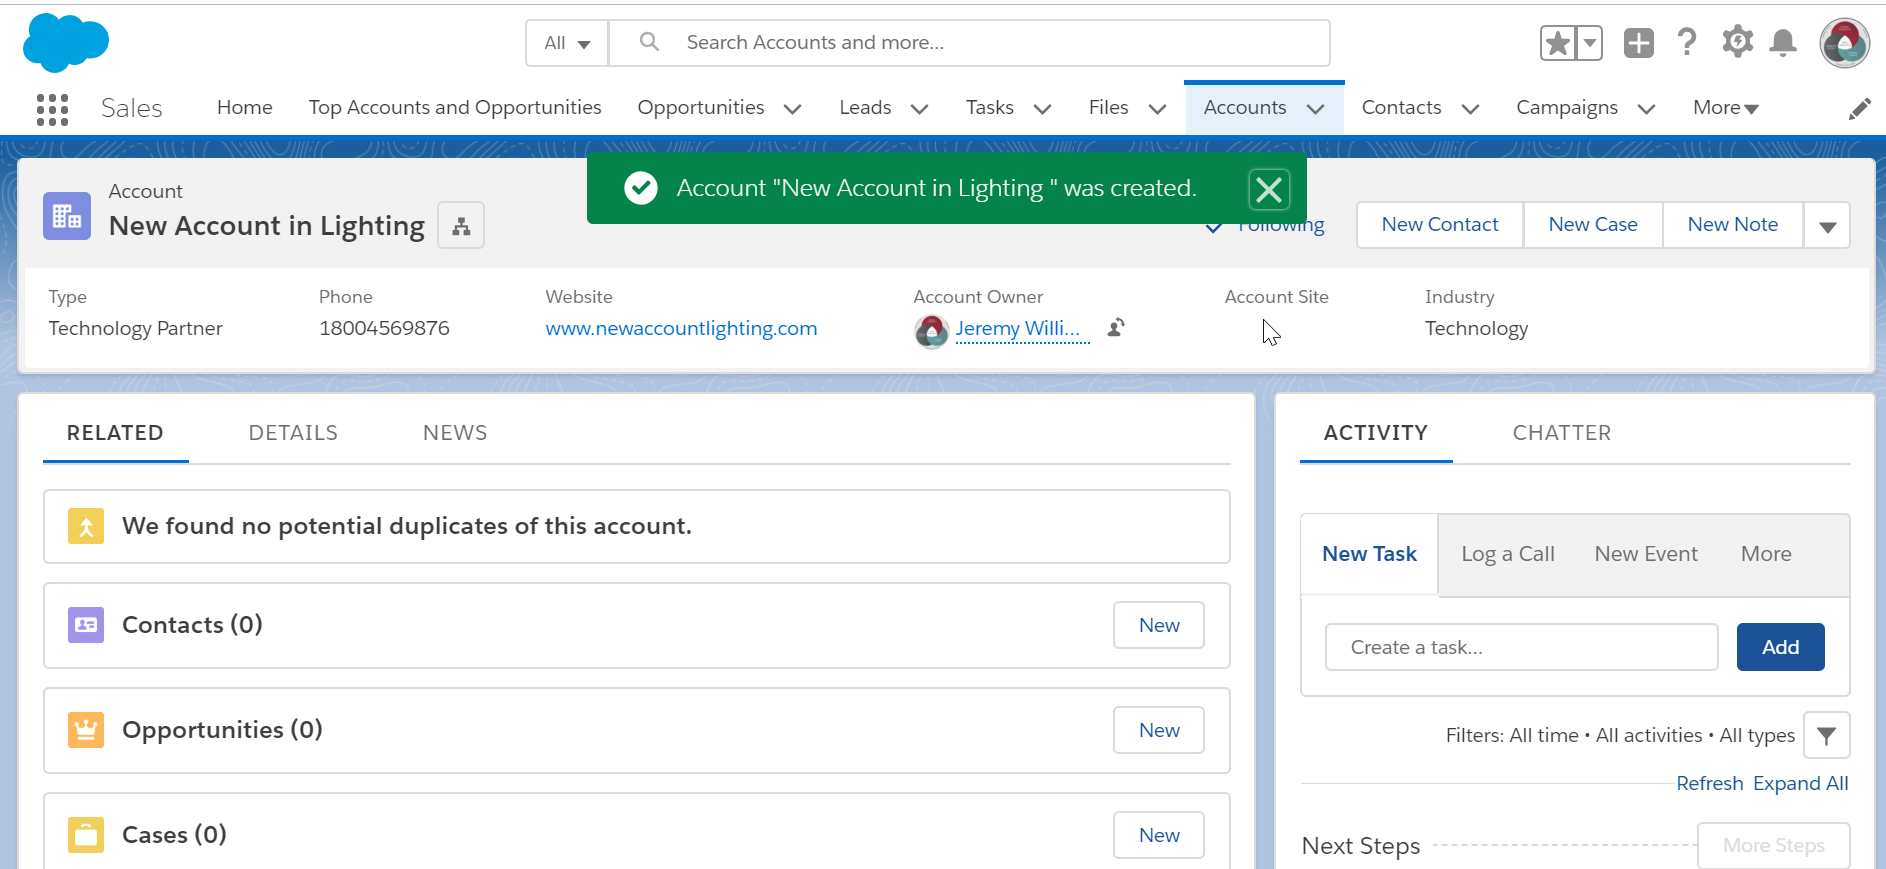 All
Search Accounts and more...
Sales
Home
Top Accounts and Opportunities
Opportunities
Leads
Tasks
Files
Accounts
Contacts
Campaigns
More
Account "New Account in Lighting " was created.
Account
New Account in Lighting
Following
New Contact
New Case
New Note
Type
Phone
Website
Account Owner
Account Site
Industry
Technology Partner
18004569876
www.newaccountlighting.com
Jeremy Willi...
Technology
RELATED
DETAILS
NEWS
We found no potential duplicates of this account.
Contacts (0)
New
Opportunities (0)
New
Cases (0)
New
ACTIVITY
CHATTER
New Task
Log a Call
New Event
More
Create a task...
Add
Filters: All time • All activities • All types
Refresh
Expand All
Next Steps
More Steps